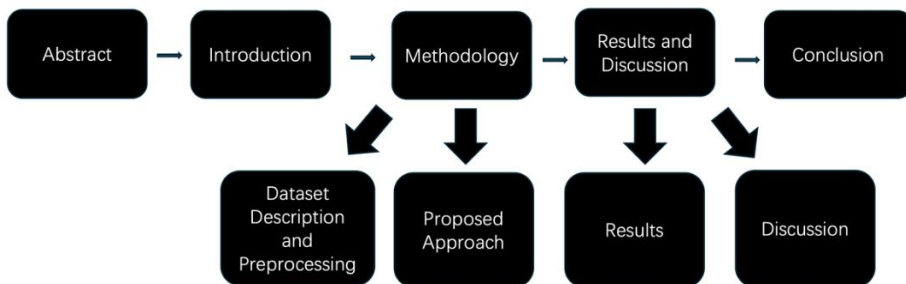 Abstract
Introduction
Methodology
Results and
Discussion
Conclusion
Dataset
Description
and
Preprocessing
Proposed
Approach
Results
Discussion